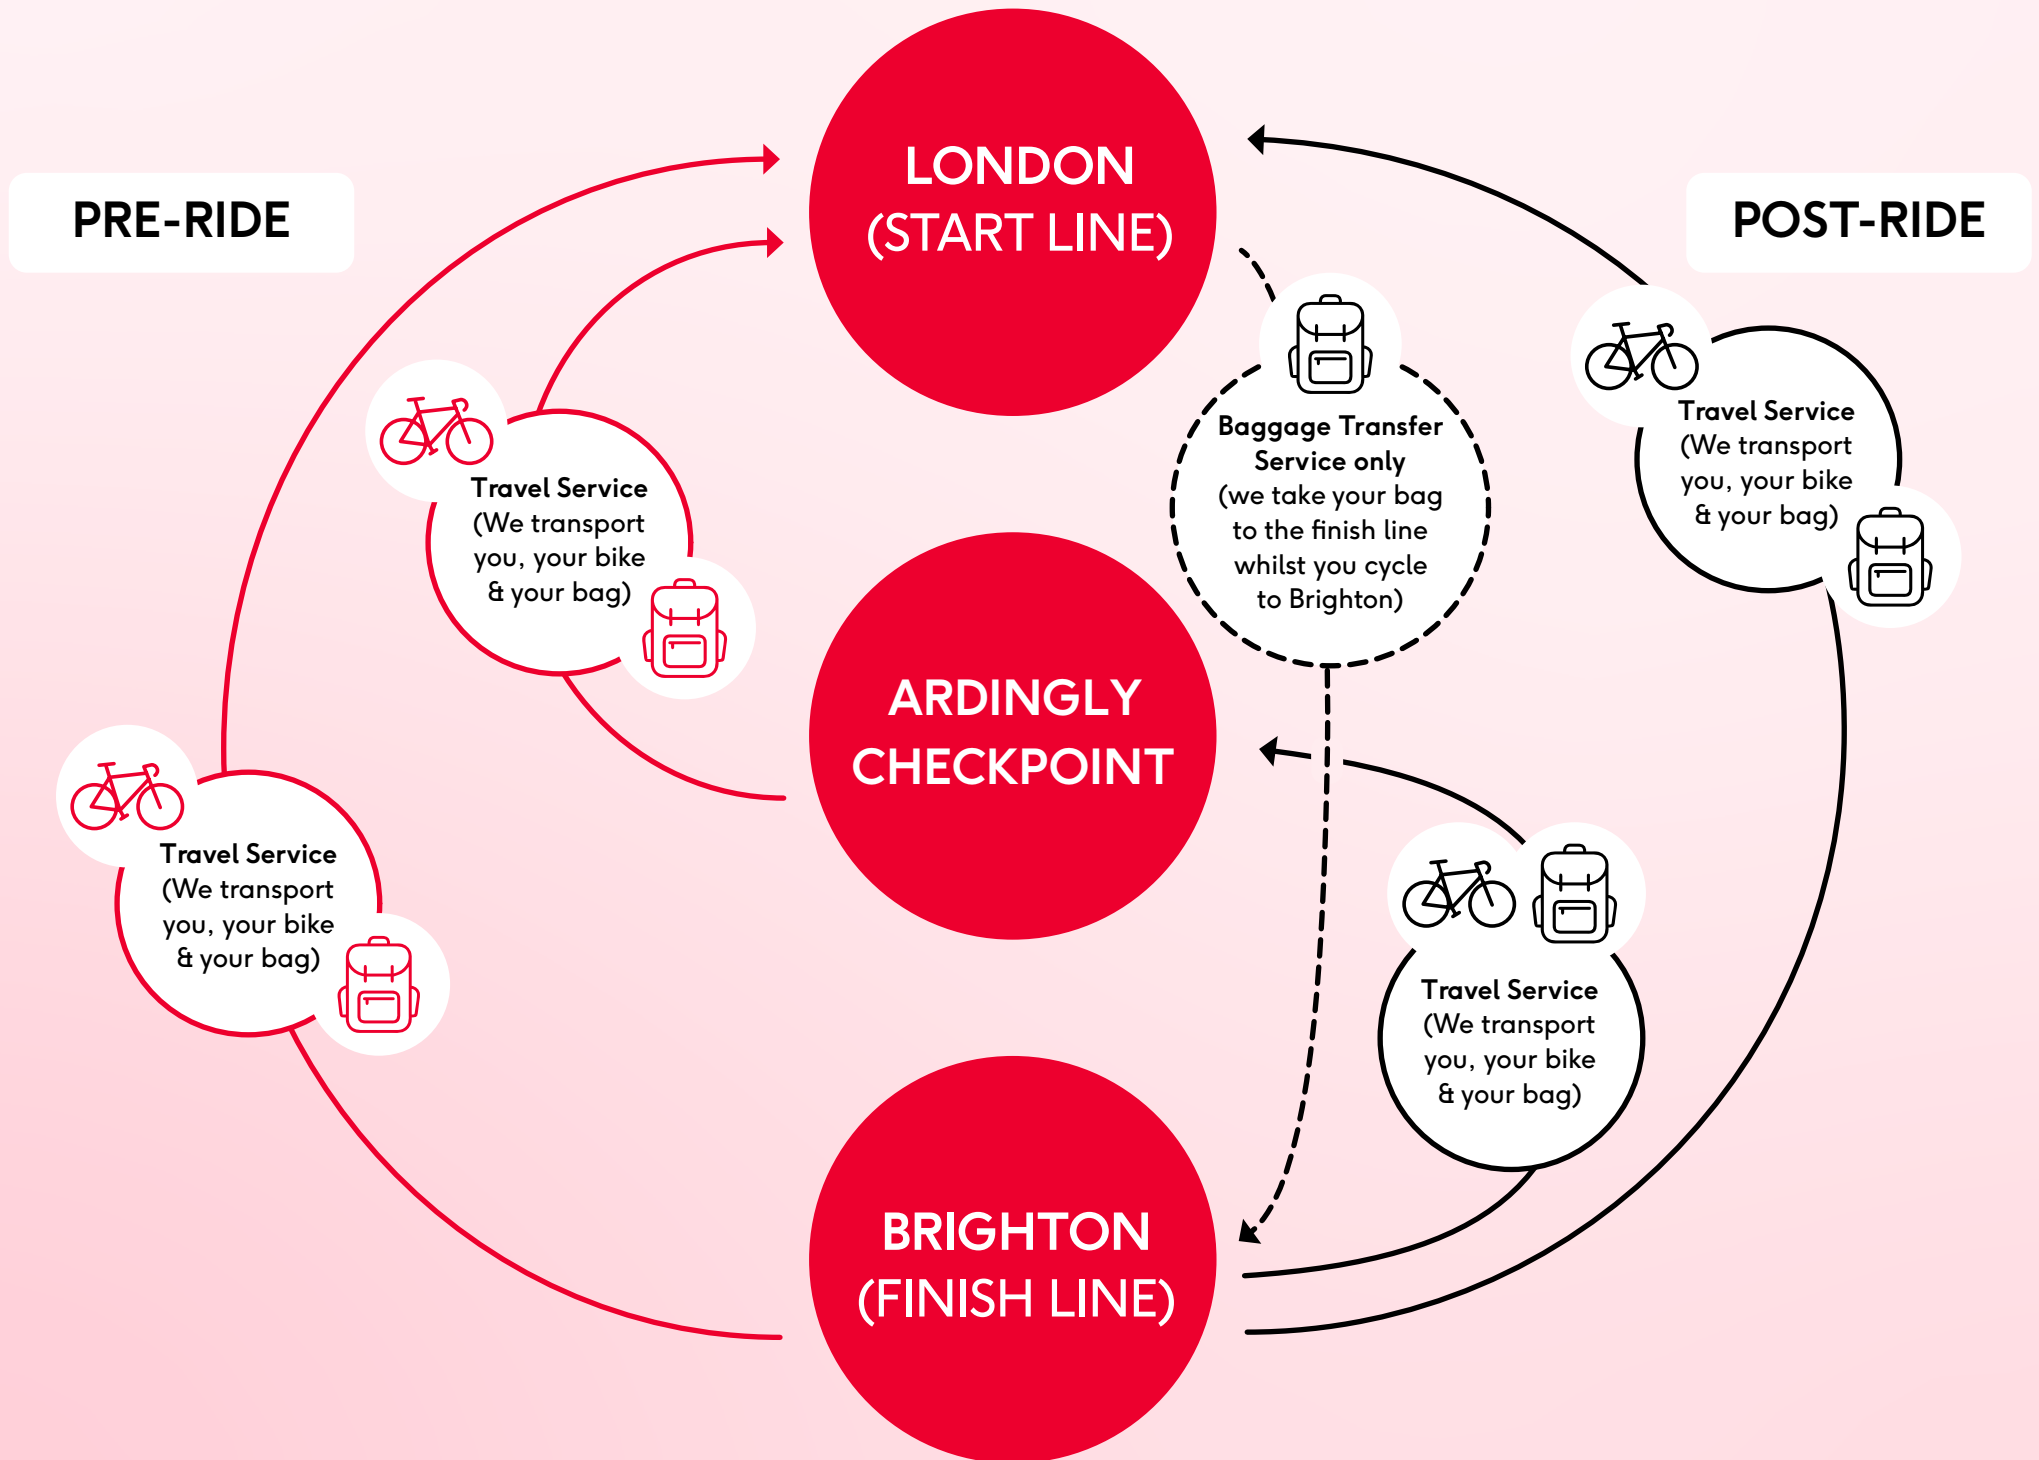 PRE-RIDE
LONDON
(START LINE)
POST-RIDE
Travel Service
(We transport
you, your bike
& your bag)
Baggage Transfer
Service only
(we take your bag
to the finish line
whilst you cycle
to Brighton)
Travel Service
(We transport
you, your bike
& your bag)
ARDINGLY
CHECKPOINT
Travel Service
(We transport
you, your bike
& your bag)
Travel Service
(We transport
you, your bike
& your bag)
BRIGHTON
(FINISH LINE)